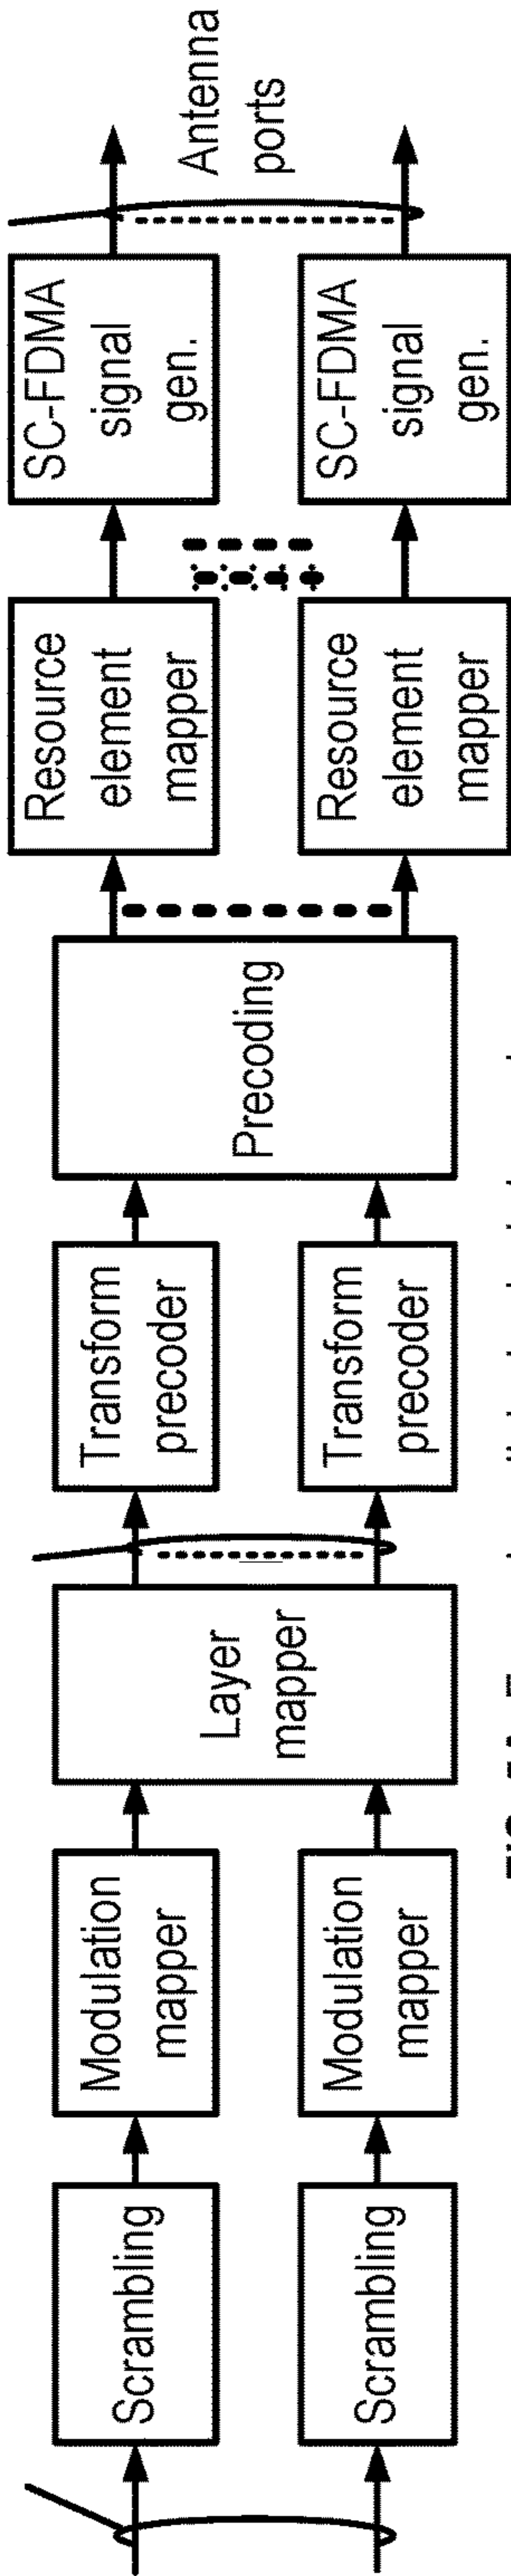 Scrambling
Modulation
mapper
Scrambling
Modulation
mapper
Layer
mapper
Transform
precoder
Transform
precoder
Precoding
Resource
element
mapper
Resource
element
mapper
SC-FDMA
signal
gen.
SC-FDMA
signal
gen.
Antenna
ports